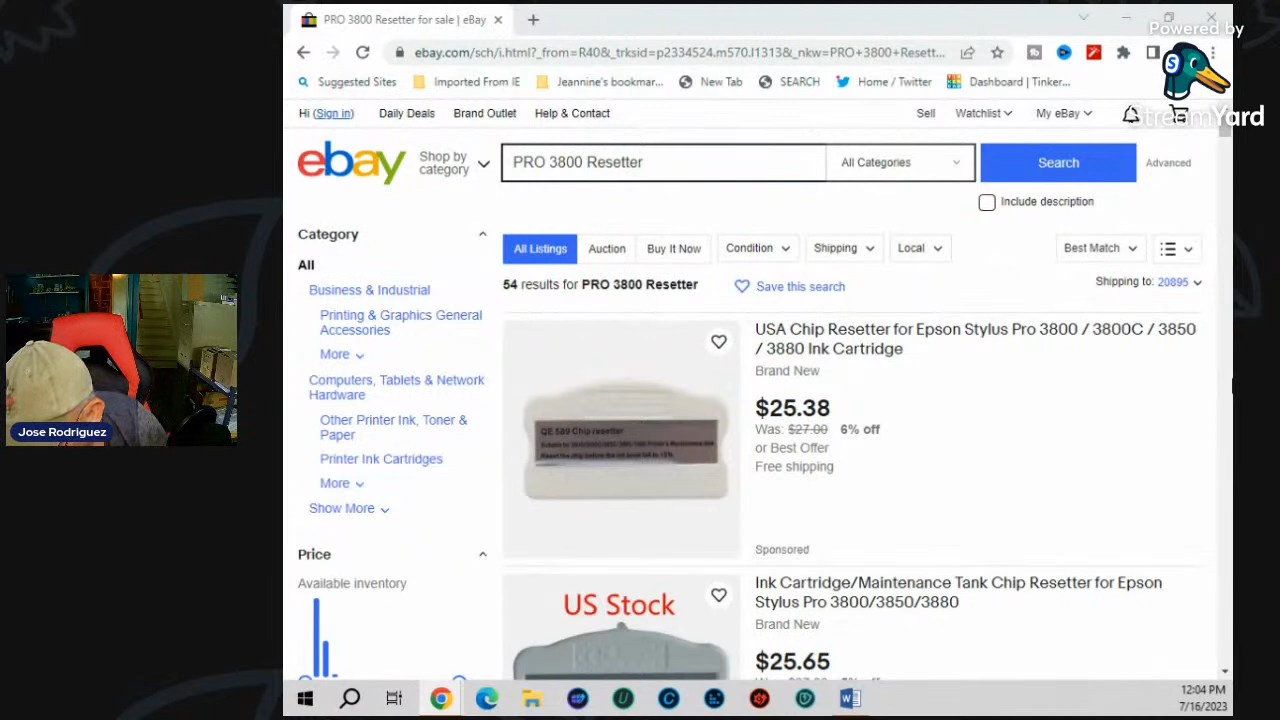 PRO 3800 Resetter for sale | eBay
Powered by
ebay.com/sch/i.html?_from=R40&_trksid=p2334524.m570.l1313&_nkw=PRO+3800+Resett...
Suggested Sites
Imported From IE
Jeannine's bookmar...
New Tab
SEARCH
Home / Twitter
Dashboard | Tinker...
StreamYard
Hi (Sign in)
Daily Deals
Brand Outlet
Help & Contact
Sell
Watchlist
My eBay
ebay
Shop by category
PRO 3800 Resetter
All Categories
Search
Advanced
Include description
Category
All
Business & Industrial
Printing & Graphics General
Accessories
More
Computers, Tablets & Network
Hardware
Other Printer Ink, Toner &
Paper
Printer Ink Cartridges
More
Show More
Price
Available inventory
All Listings
Auction
Buy It Now
Condition
Shipping
Local
Best Match
54 results for PRO 3800 Resetter
Save this search
Shipping to: 20895
QE 589 Chip resetter
USA Chip Resetter for Epson Stylus Pro 3800 / 3800C / 3850
/ 3880 Ink Cartridge
Brand New
$25.38
Was: $27.00 6% off
or Best Offer
Free shipping
Sponsored
US Stock
Ink Cartridge/Maintenance Tank Chip Resetter for Epson
Stylus Pro 3800/3850/3880
Brand New
$25.65
Jose Rodriguez
12:04 PM
7/16/2023